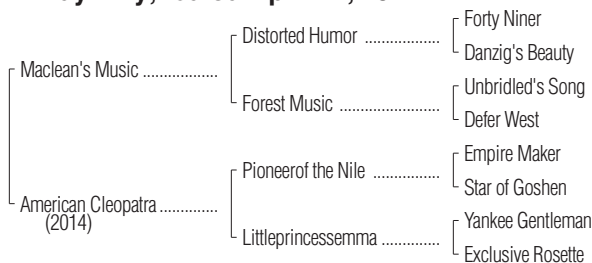 Forty Niner
Distorted Humor ..................
Danzig's Beauty
Maclean's Music .................
Unbridled's Song
Forest Music ........................
Defer West
Empire Maker
Pioneerof the Nile ................
Star of Goshen
American Cleopatra .............
(2014)
Yankee Gentleman
Littleprincessemma ..............
Exclusive Rosette